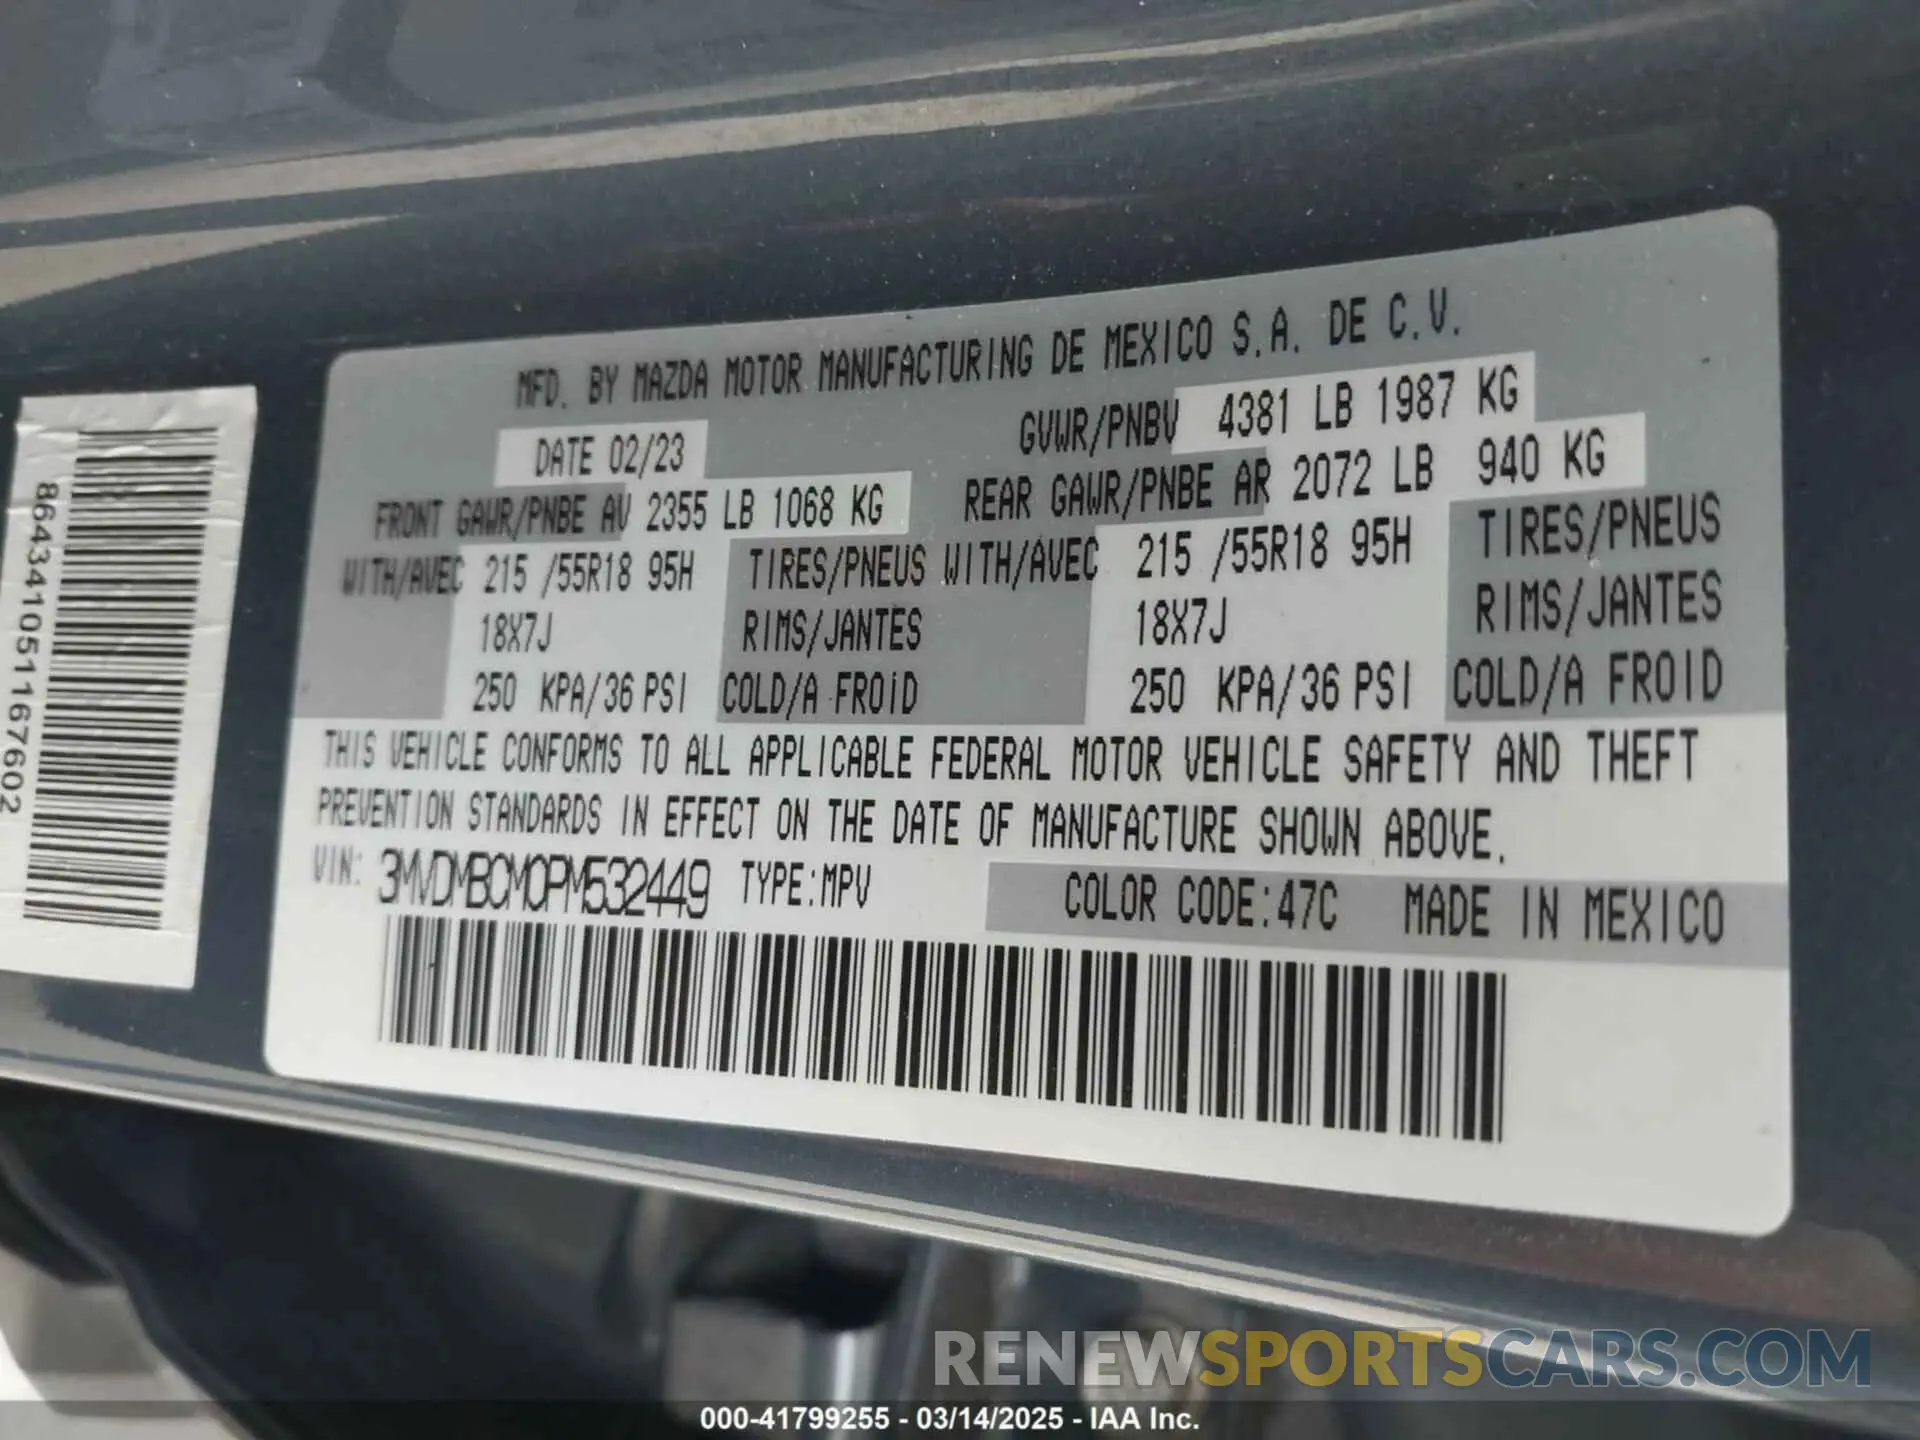 MFD. BY MAZDA MOTOR MANUFACTURING DE MEXICO S.A. DE C.V.
DATE 02/23 GVWR/PNBV 4381 LB 1987 KG
FRONT GAWR/PNBE AV 2355 LB 1068 KG REAR GAWR/PNBE AR 2072 LB 940 KG
WITH/AVEC 215 /55R18 95H TIRES/PNEUS WITH/AVEC 215 /55R18 95H TIRES/PNEUS
18X7J RIMS/JANTES 18X7J RIMS/JANTES
250 KPA/36 PSI COLD/A FROID 250 KPA/36 PSI COLD/A FROID
THIS VEHICLE CONFORMS TO ALL APPLICABLE FEDERAL MOTOR VEHICLE SAFETY AND THEFT
PREVENTION STANDARDS IN EFFECT ON THE DATE OF MANUFACTURE SHOWN ABOVE.
VIN: 3MVDMBCM0PM532449 TYPE:MPV COLOR CODE:47C MADE IN MEXICO
864341051167602
RENEWSPORTSCARS.COM
000-41799255 - 03/14/2025 - IAA Inc.